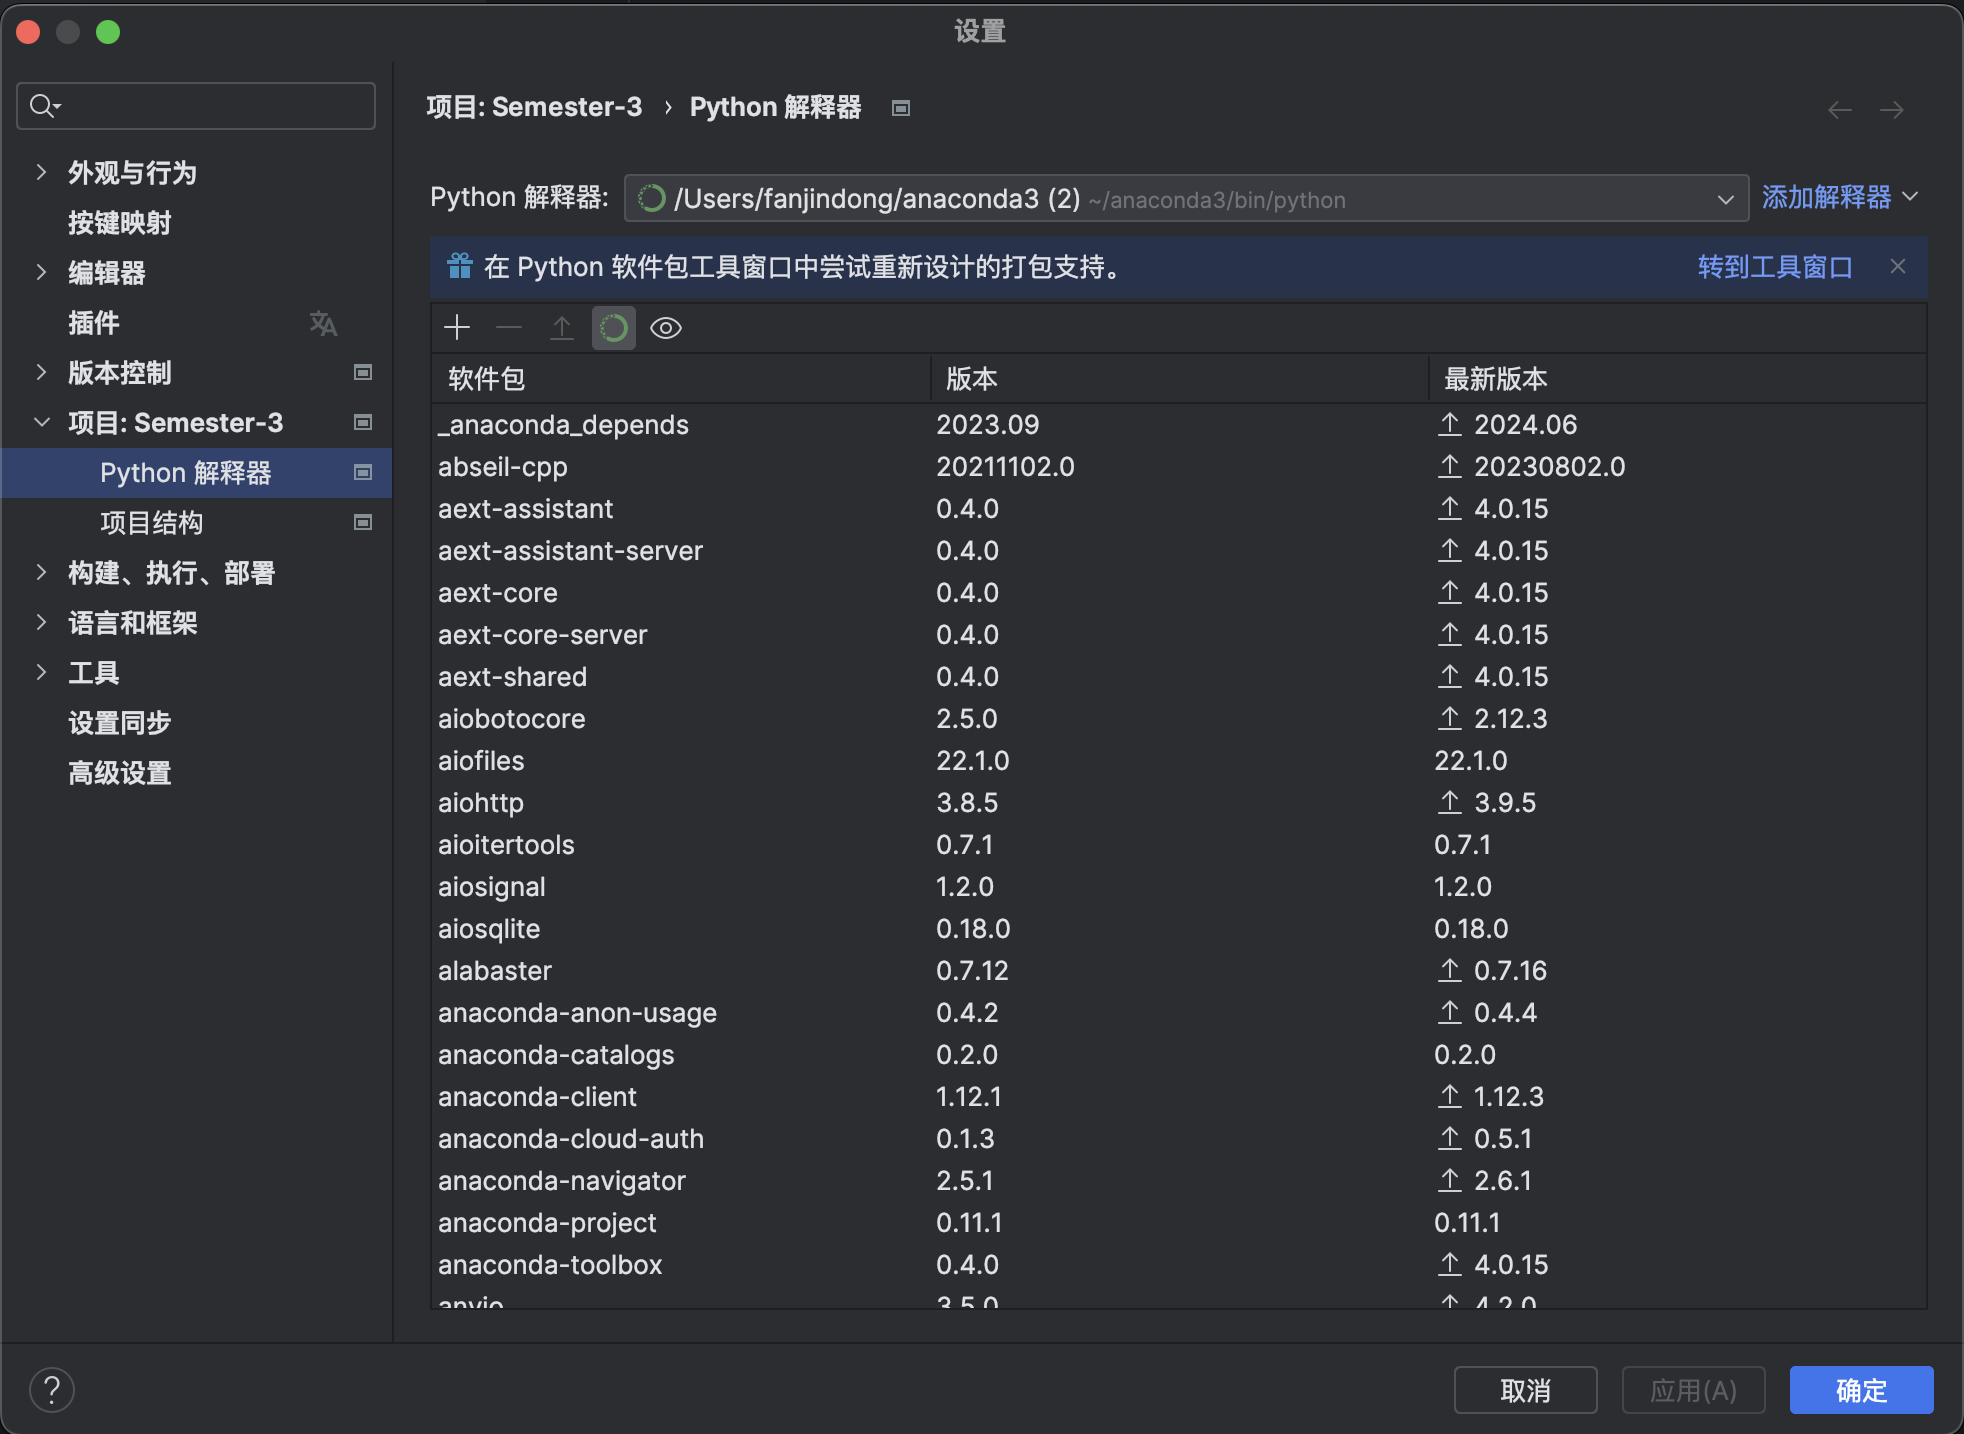 设置
项目: Semester-3 › Python 解释器
外观与行为
按键映射
编辑器
插件
版本控制
项目: Semester-3
Python 解释器
项目结构
构建、执行、部署
语言和框架
工具
设置同步
高级设置
Python 解释器: /Users/fanjindong/anaconda3 (2) ~/anaconda3/bin/python 添加解释器
在 Python 软件包工具窗口中尝试重新设计的打包支持。 转到工具窗口
软件包 版本 最新版本
_anaconda_depends 2023.09 2024.06
abseil-cpp 20211102.0 20230802.0
aext-assistant 0.4.0 4.0.15
aext-assistant-server 0.4.0 4.0.15
aext-core 0.4.0 4.0.15
aext-core-server 0.4.0 4.0.15
aext-shared 0.4.0 4.0.15
aiobotocore 2.5.0 2.12.3
aiofiles 22.1.0 22.1.0
aiohttp 3.8.5 3.9.5
aioitertools 0.7.1 0.7.1
aiosignal 1.2.0 1.2.0
aiosqlite 0.18.0 0.18.0
alabaster 0.7.12 0.7.16
anaconda-anon-usage 0.4.2 0.4.4
anaconda-catalogs 0.2.0 0.2.0
anaconda-client 1.12.1 1.12.3
anaconda-cloud-auth 0.1.3 0.5.1
anaconda-navigator 2.5.1 2.6.1
anaconda-project 0.11.1 0.11.1
anaconda-toolbox 0.4.0 4.0.15
anyio 3.5.0 4.2.0
? 取消 应用(A) 确定